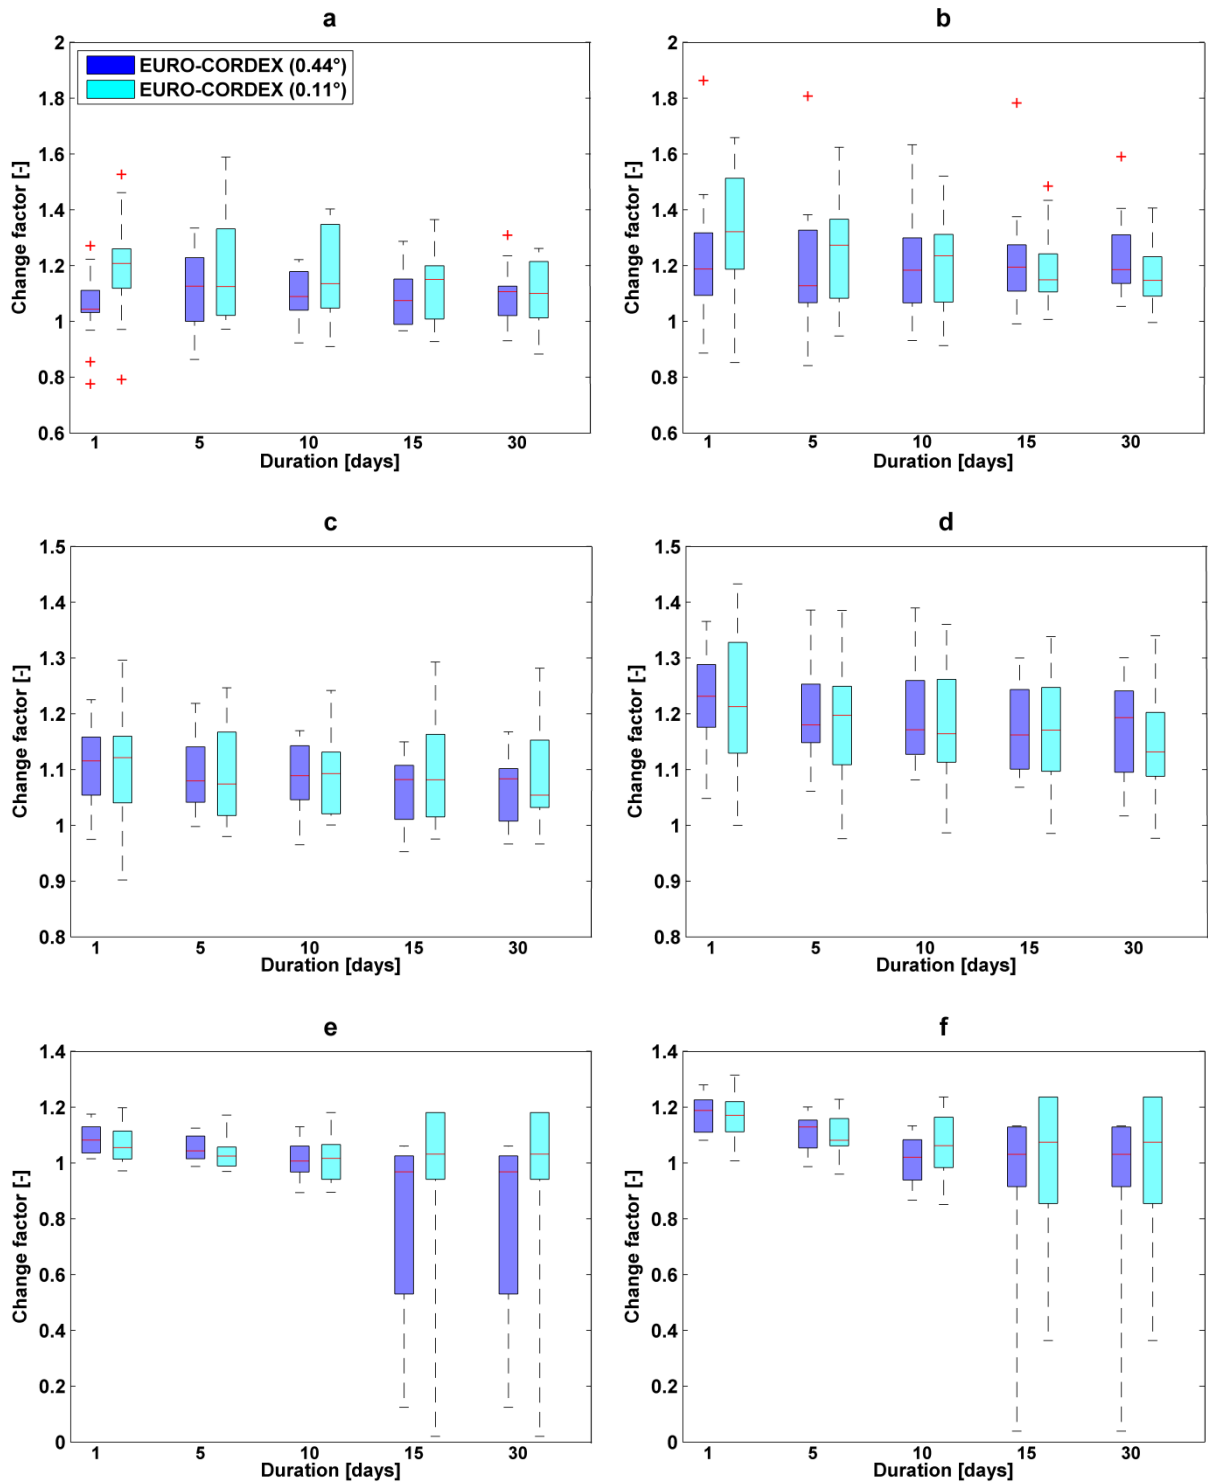 a
2
1.8
1.6
1.4
1.2
1
0.8
0.6
Change factor [-]
EURO-CORDEX (0.44°)
EURO-CORDEX (0.11°)
1 5 10 15 30
Duration [days]
b
2
1.8
1.6
1.4
1.2
1
0.8
0.6
Change factor [-]
1 5 10 15 30
Duration [days]
c
1.5
1.4
1.3
1.2
1.1
1
0.9
0.8
Change factor [-]
1 5 10 15 30
Duration [days]
d
1.5
1.4
1.3
1.2
1.1
1
0.9
0.8
Change factor [-]
1 5 10 15 30
Duration [days]
e
1.4
1.2
1
0.8
0.6
0.4
0.2
0
Change factor [-]
1 5 10 15 30
Duration [days]
f
1.4
1.2
1
0.8
0.6
0.4
0.2
0
Change factor [-]
1 5 10 15 30
Duration [days]